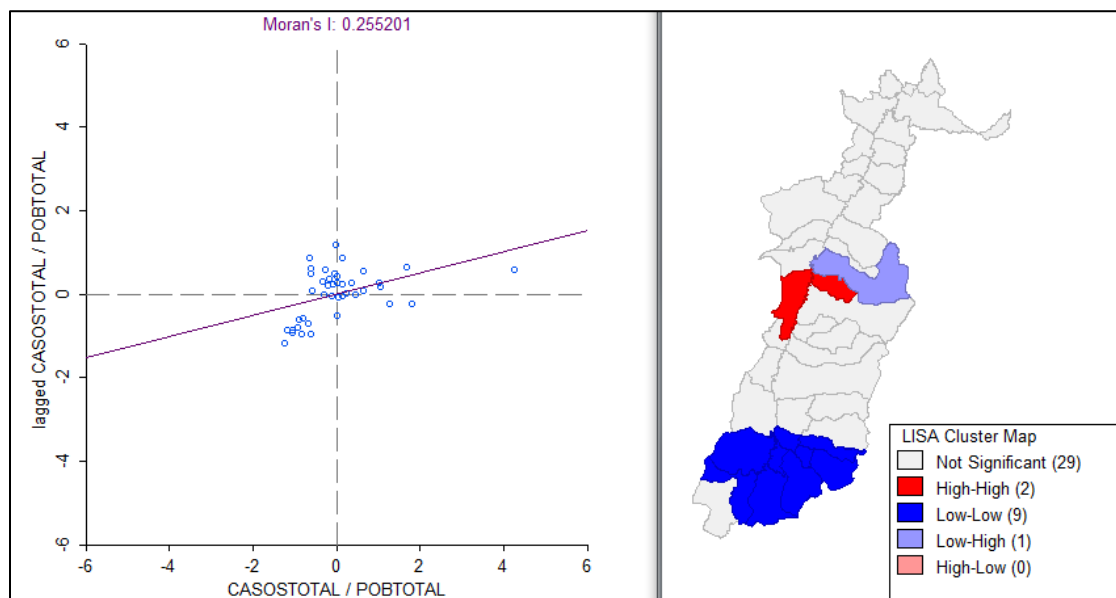 Moran's I: 0.255201
6
4
2
0
-2
-4
-6
lagged CASOSTOTAL / POBTOTAL
-6 -4 -2 0 2 4 6
CASOSTOTAL / POBTOTAL
LISA Cluster Map
Not Significant (29)
High-High (2)
Low-Low (9)
Low-High (1)
High-Low (0)